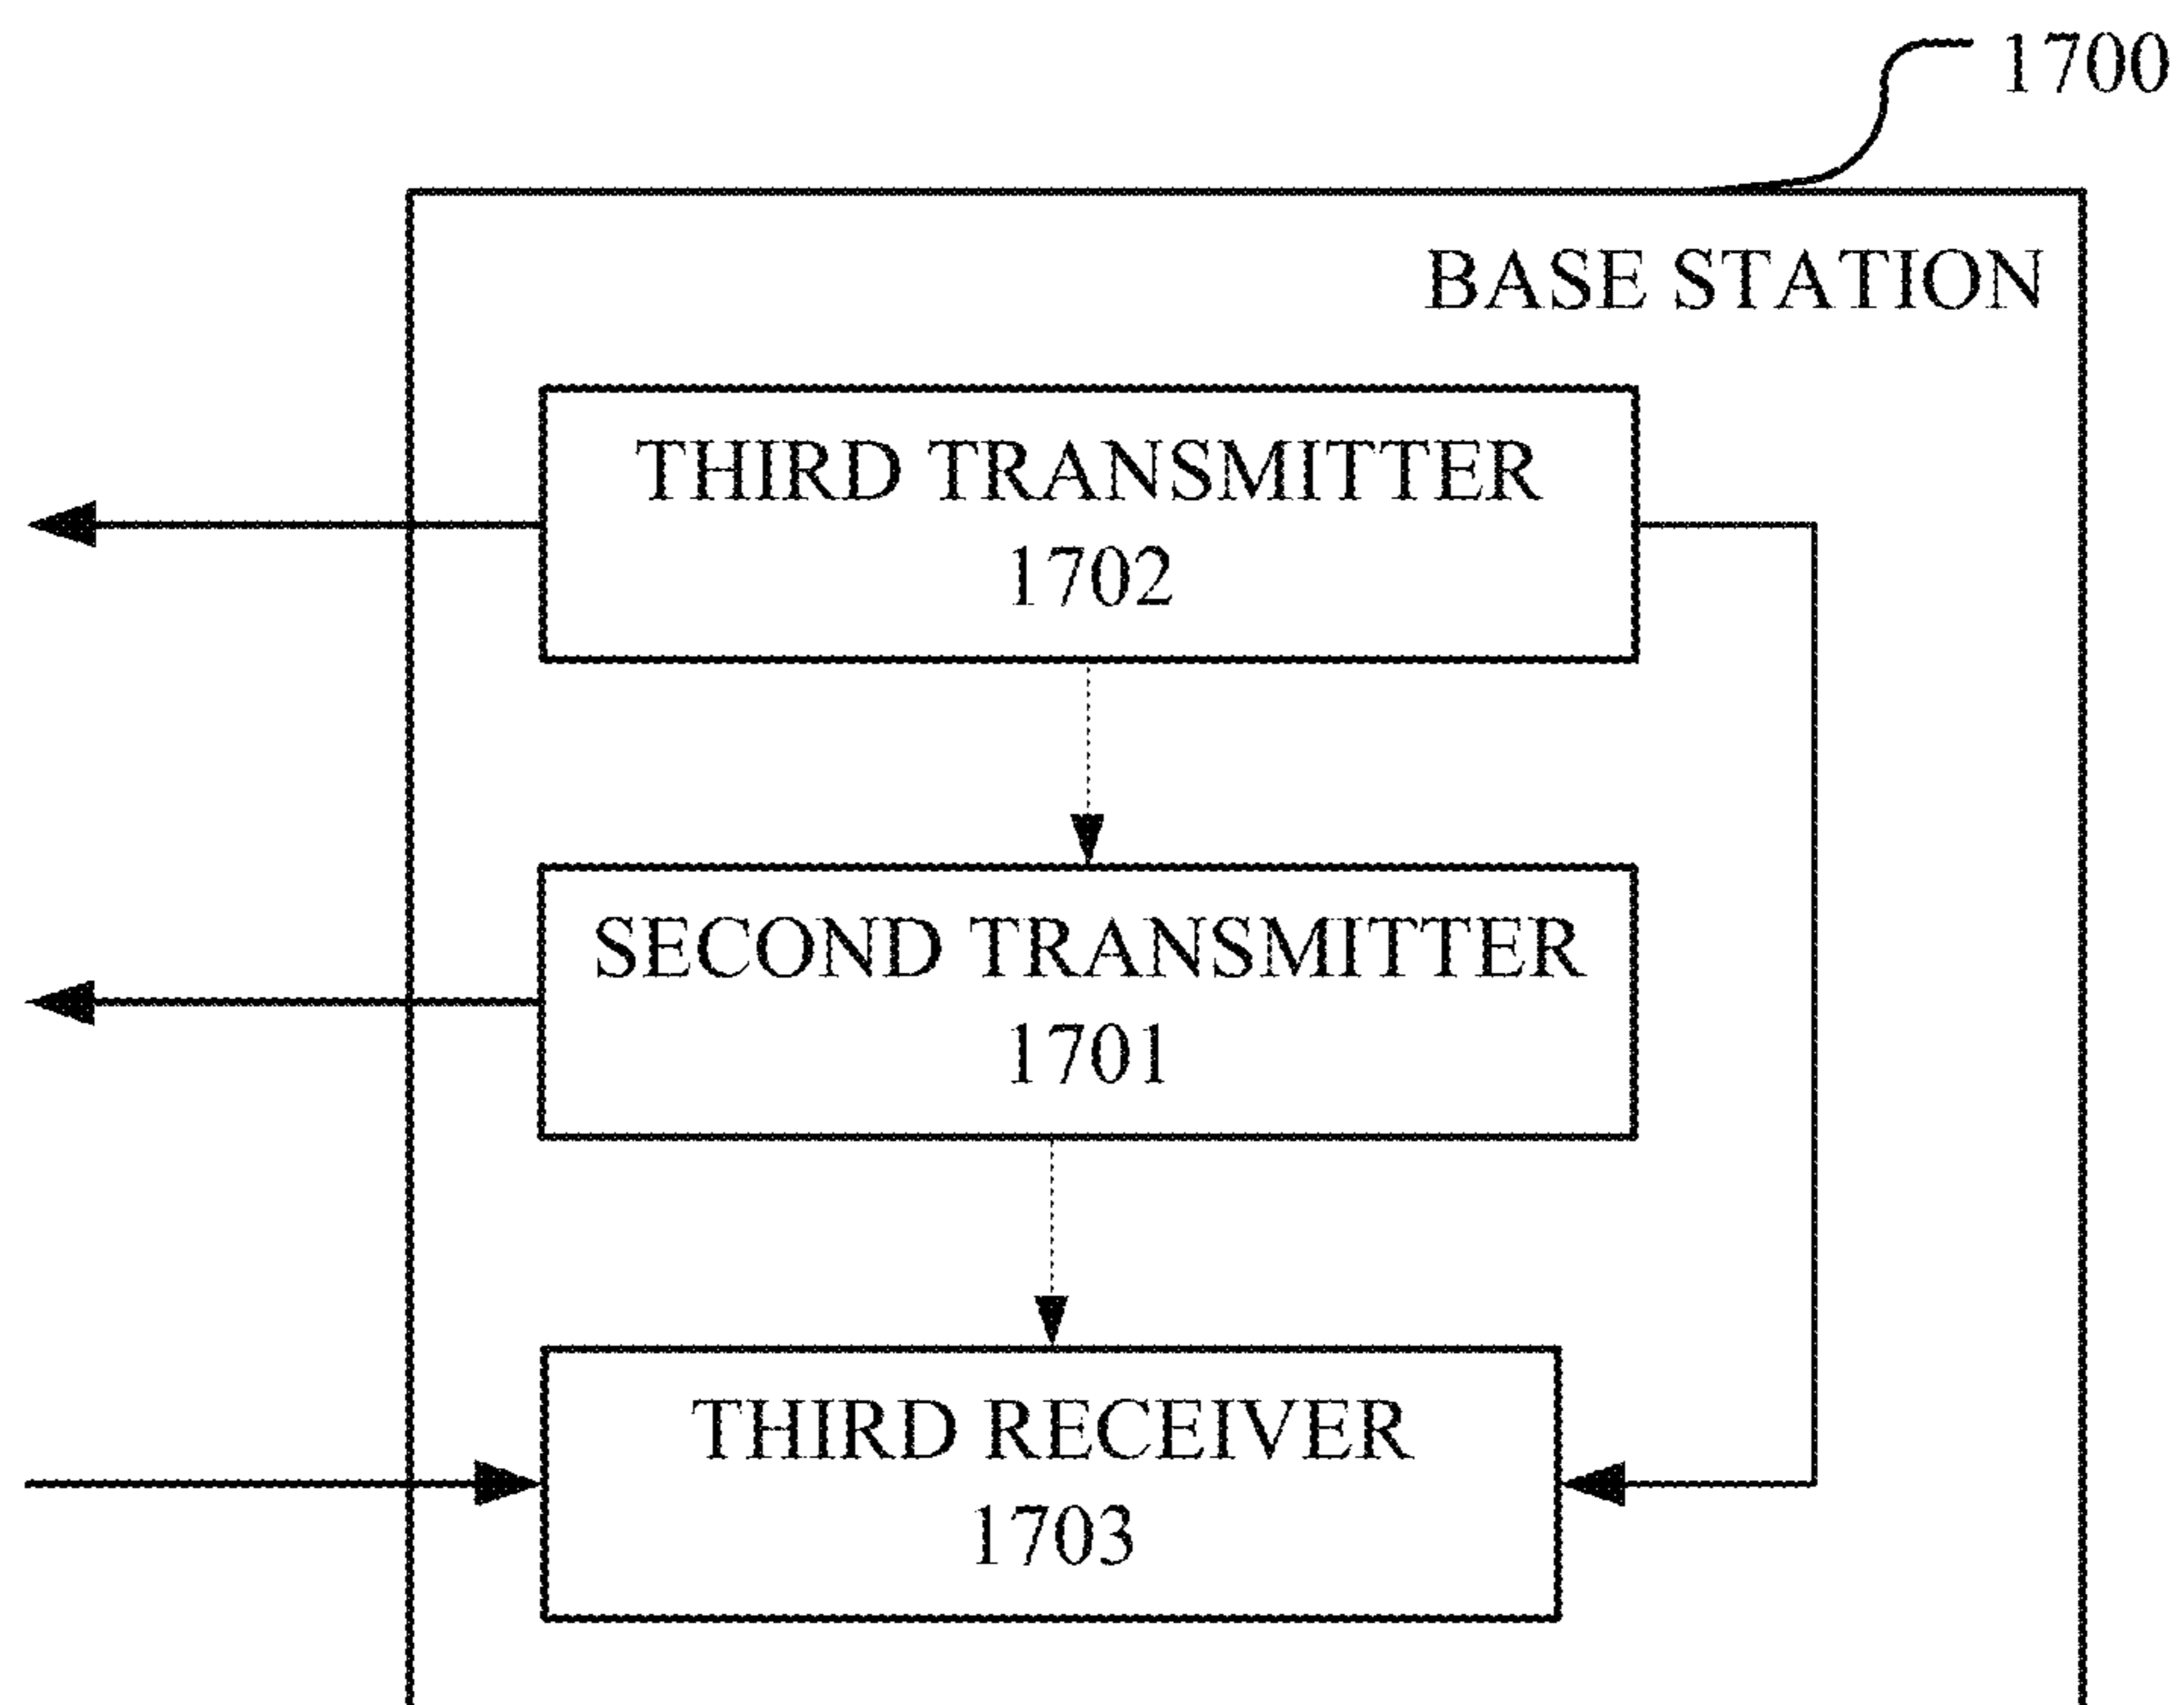 1700
BASE STATION
THIRD TRANSMITTER
1702
SECOND TRANSMITTER
1701
THIRD RECEIVER
1703